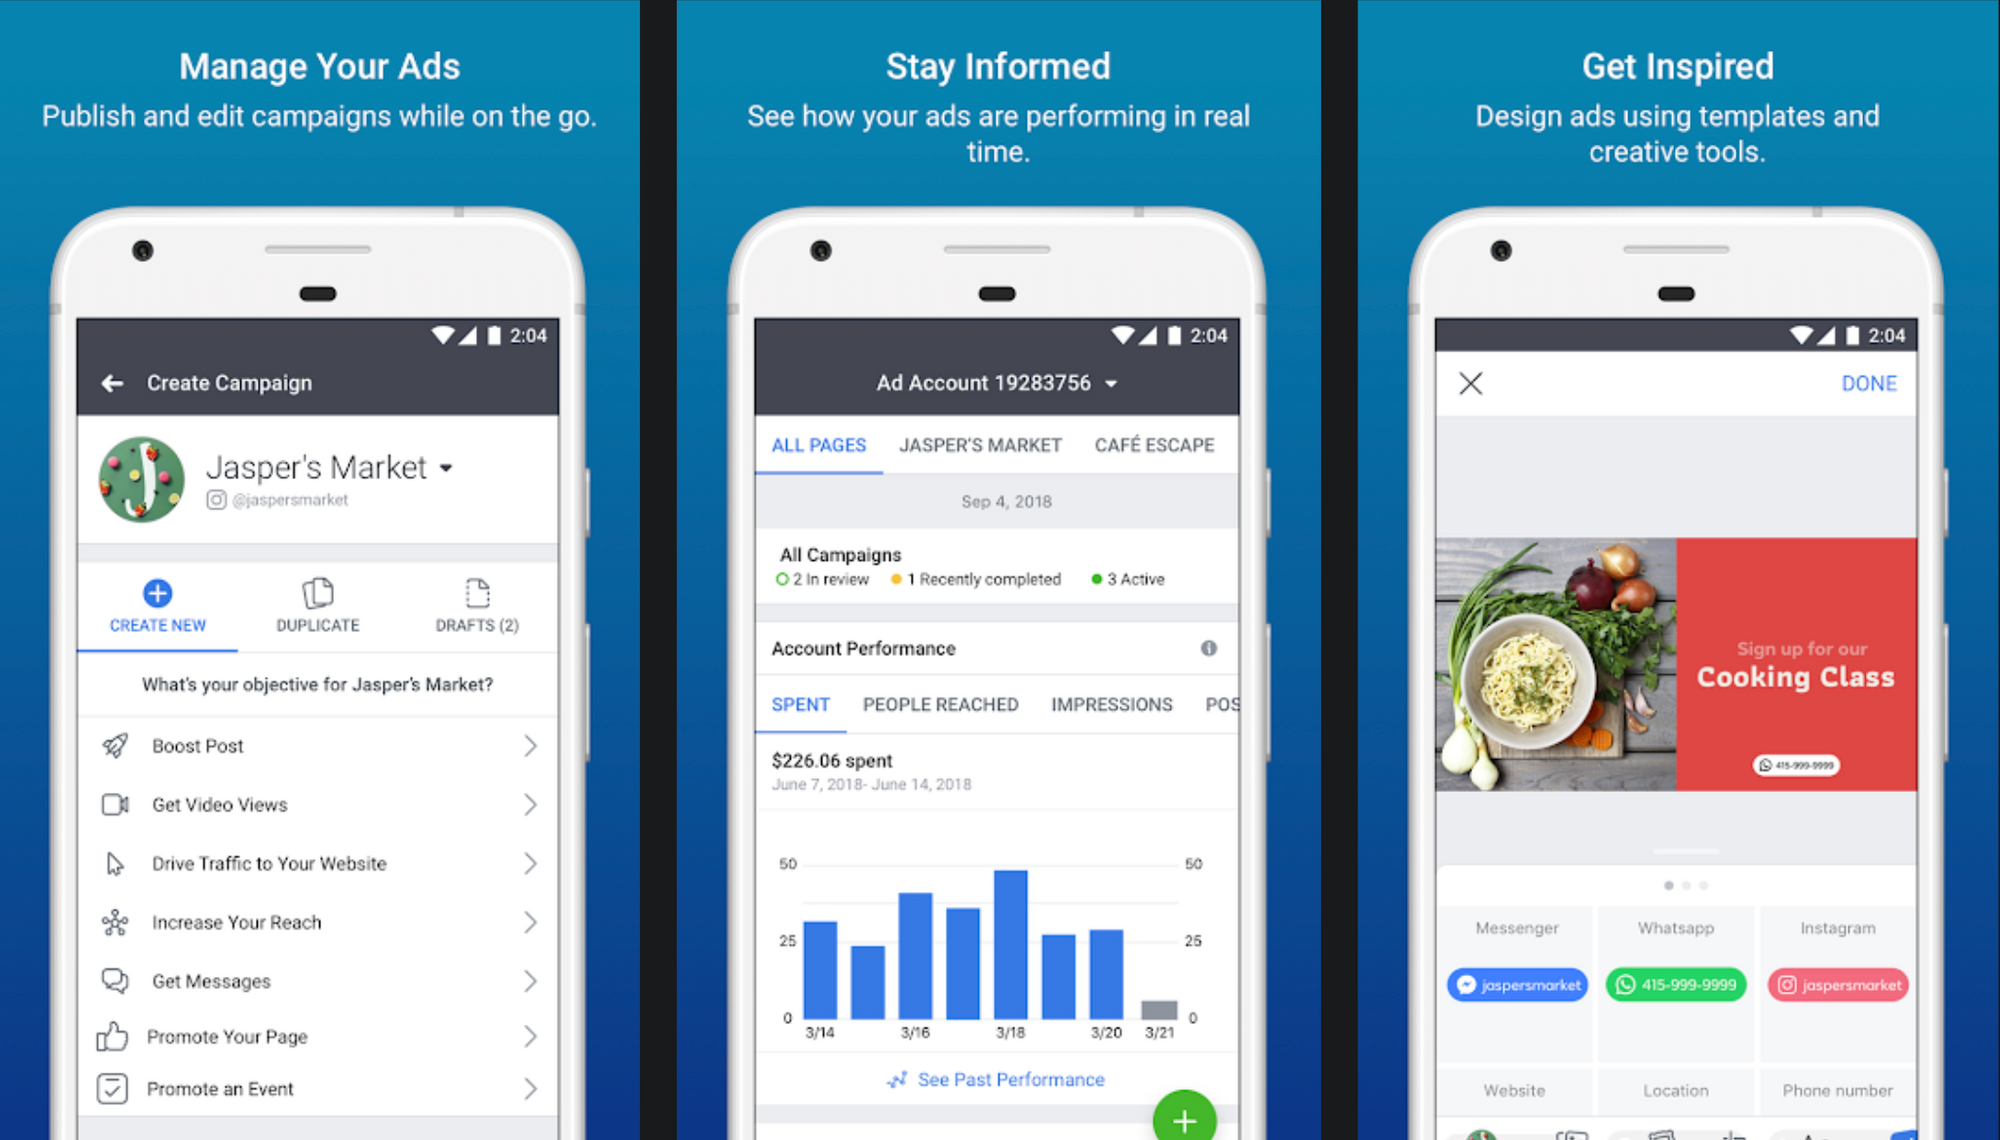 Manage Your Ads
Publish and edit campaigns while on the go.
2:04
Create Campaign
Jasper's Market
@jaspersmarket
CREATE NEW
DUPLICATE
DRAFTS (2)
What's your objective for Jasper's Market?
Boost Post
Get Video Views
Drive Traffic to Your Website
Increase Your Reach
Get Messages
Promote Your Page
Promote an Event
Stay Informed
See how your ads are performing in real
time.
2:04
Ad Account 19283756
ALL PAGES JASPER'S MARKET CAFÉ ESCAPE
Sep 4, 2018
All Campaigns
2 In review 1 Recently completed 3 Active
Account Performance
SPENT PEOPLE REACHED IMPRESSIONS POS
$226.06 spent
June 7, 2018- June 14, 2018
50 50
25 25
0 0
3/14 3/16 3/18 3/20 3/21
See Past Performance
Get Inspired
Design ads using templates and
creative tools.
2:04
DONE
Sign up for our
Cooking Class
415-999-9999
Messenger Whatsapp Instagram
jaspersmarket 415-999-9999 jaspersmarket
Website Location Phone number